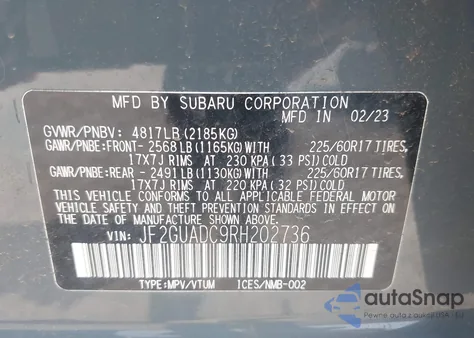 MFD BY SUBARU CORPORATION
MFD IN 02/23
GVWR/PNBV: 4817LB (2185KG)
GAWR/PNBE:FRONT- 2568LB (1165KG) WITH 225/60R17 TIRES,
17X7J RIMS AT 230 KPA (33 PSI) COLD
GAWR/PNBE:REAR - 2491LB (1130KG) WITH 225/60R17 TIRES,
17X7J RIMS AT 220 KPA (32 PSI) COLD
THIS VEHICLE CONFORMS TO ALL APPLICABLE FEDERAL MOTOR
VEHICLE SAFETY, BUMPER, AND THEFT PREVENTION
STANDARDS IN EFFECT ON THE DATE OF MANUFACTURE
SHOWN ABOVE.
VIN: JF2GUADC9RH202736
TYPE:MPV/VTUM ICES/NMB-002
autoSnap